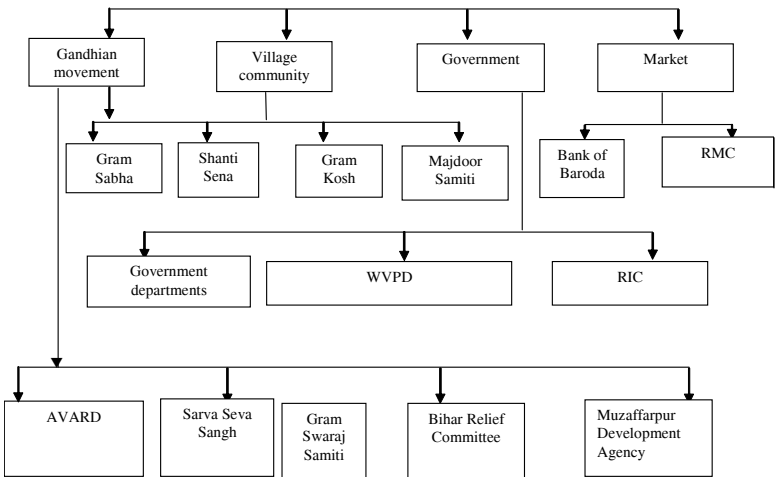 Gandhian
movement
Village
community
Government
Market
Gram
Sabha
Shanti
Sena
Gram
Kosh
Majdoor
Samiti
Bank of
Baroda
RMC
Government
departments
WVPD
RIC
AVARD
Sarva Seva
Sangh
Gram
Swaraj
Samiti
Bihar Relief
Committee
Muzaffarpur
Development
Agency